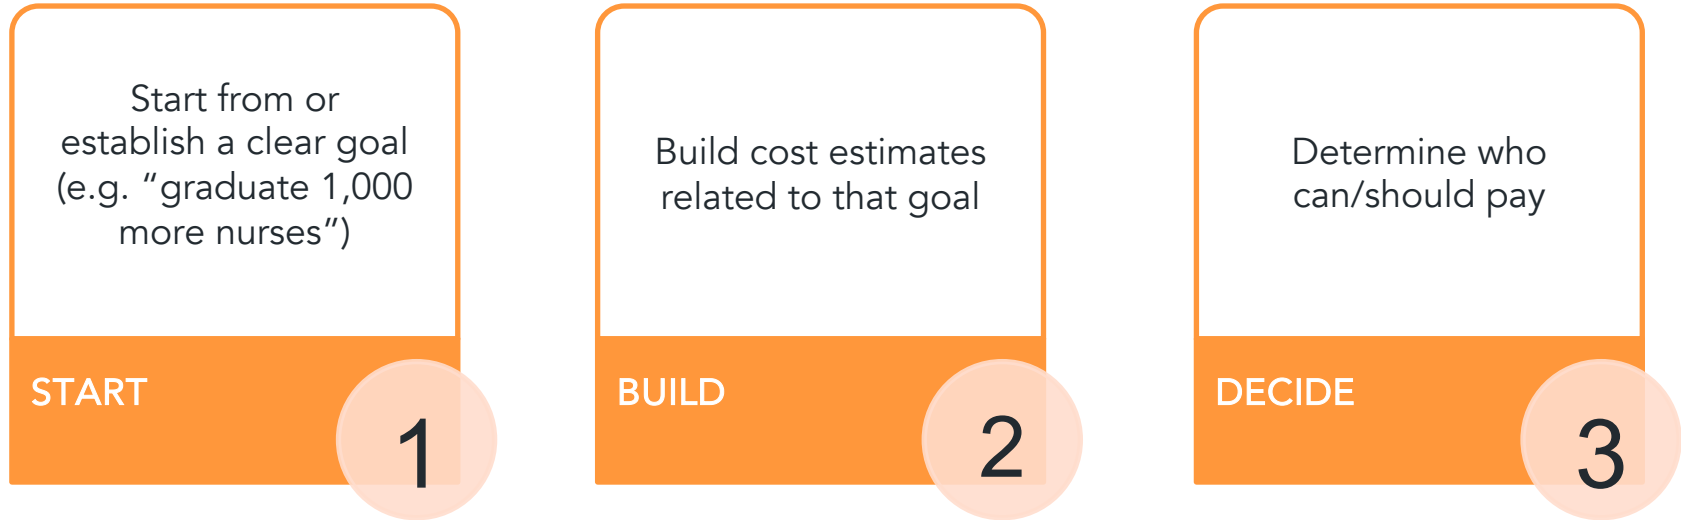 Start from or
establish a clear goal
(e.g. “graduate 1,000
more nurses”)
START
1
Build cost estimates
related to that goal
BUILD
2
Determine who
can/should pay
DECIDE
3